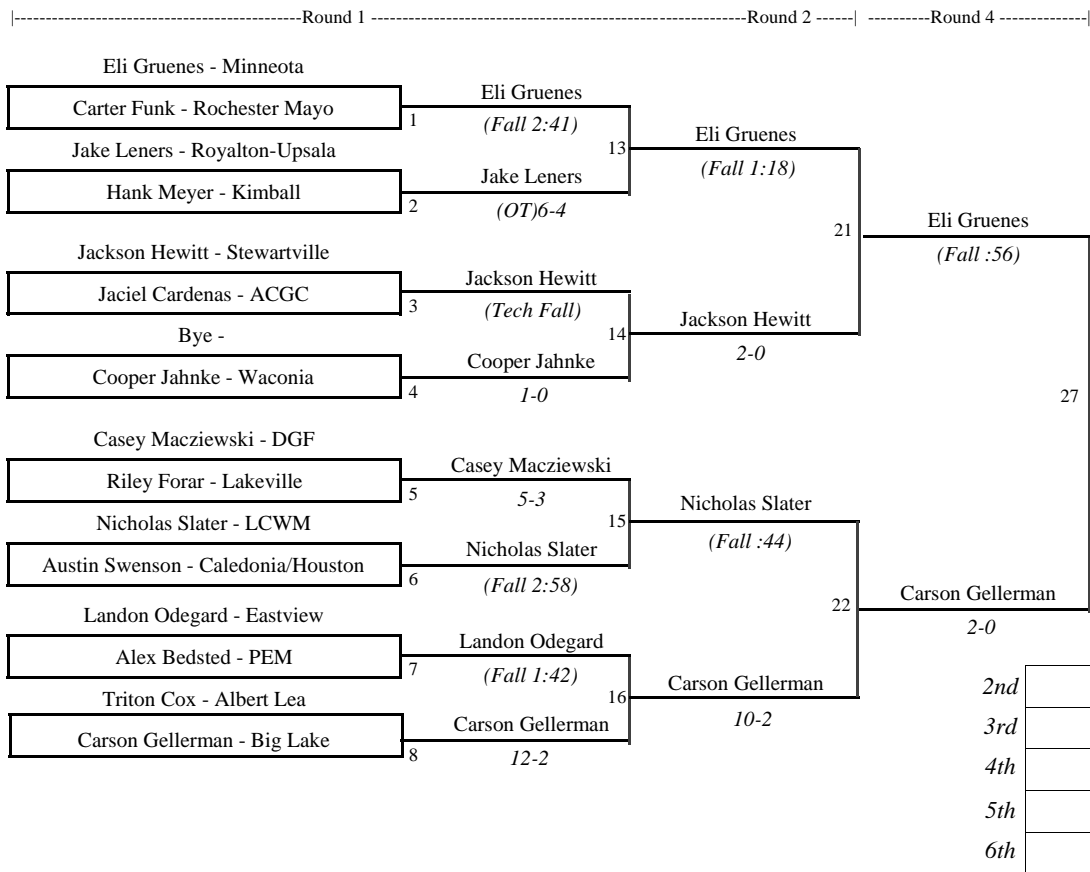 |----------------------------------------Round 1 ----------------------------------------------------Round 2 ------| ---------Round 4 -------------|
Eli Gruenes - Minneota
Carter Funk - Rochester Mayo
1
Eli Gruenes
(Fall 2:41)
Jake Leners - Royalton-Upsala
Hank Meyer - Kimball
2
Jake Leners
(OT)6-4
13
Eli Gruenes
(Fall 1:18)
Jackson Hewitt - Stewartville
Jaciel Cardenas - ACGC
3
Jackson Hewitt
(Tech Fall)
Bye -
Cooper Jahnke - Waconia
4
Cooper Jahnke
1-0
14
Jackson Hewitt
2-0
21
Eli Gruenes
(Fall :56)
Casey Macziewski - DGF
Riley Forar - Lakeville
5
Casey Macziewski
5-3
Nicholas Slater - LCWM
Austin Swenson - Caledonia/Houston
6
Nicholas Slater
(Fall 2:58)
15
Nicholas Slater
(Fall :44)
Landon Odegard - Eastview
Alex Bedsted - PEM
7
Landon Odegard
(Fall 1:42)
Triton Cox - Albert Lea
Carson Gellerman - Big Lake
8
Carson Gellerman
12-2
16
Carson Gellerman
10-2
22
Carson Gellerman
2-0
27
2nd
3rd
4th
5th
6th